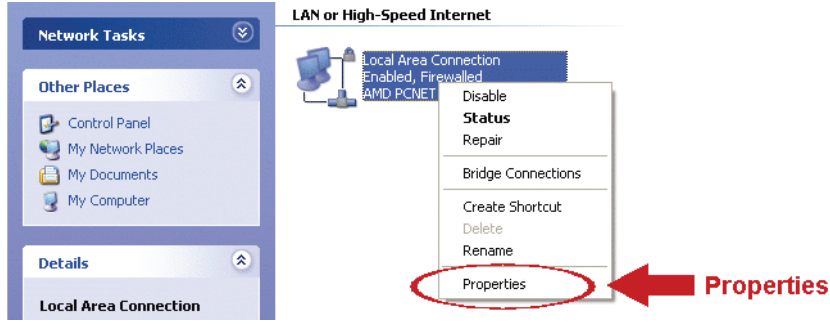 Network Tasks
Other Places
Control Panel
My Network Places
My Documents
My Computer
Details
Local Area Connection
LAN or High-Speed Internet
Local Area Connection
Enabled, Firewalled
AMD PCNET
Disable
Status
Repair
Bridge Connections
Create Shortcut
Delete
Rename
Properties
Properties